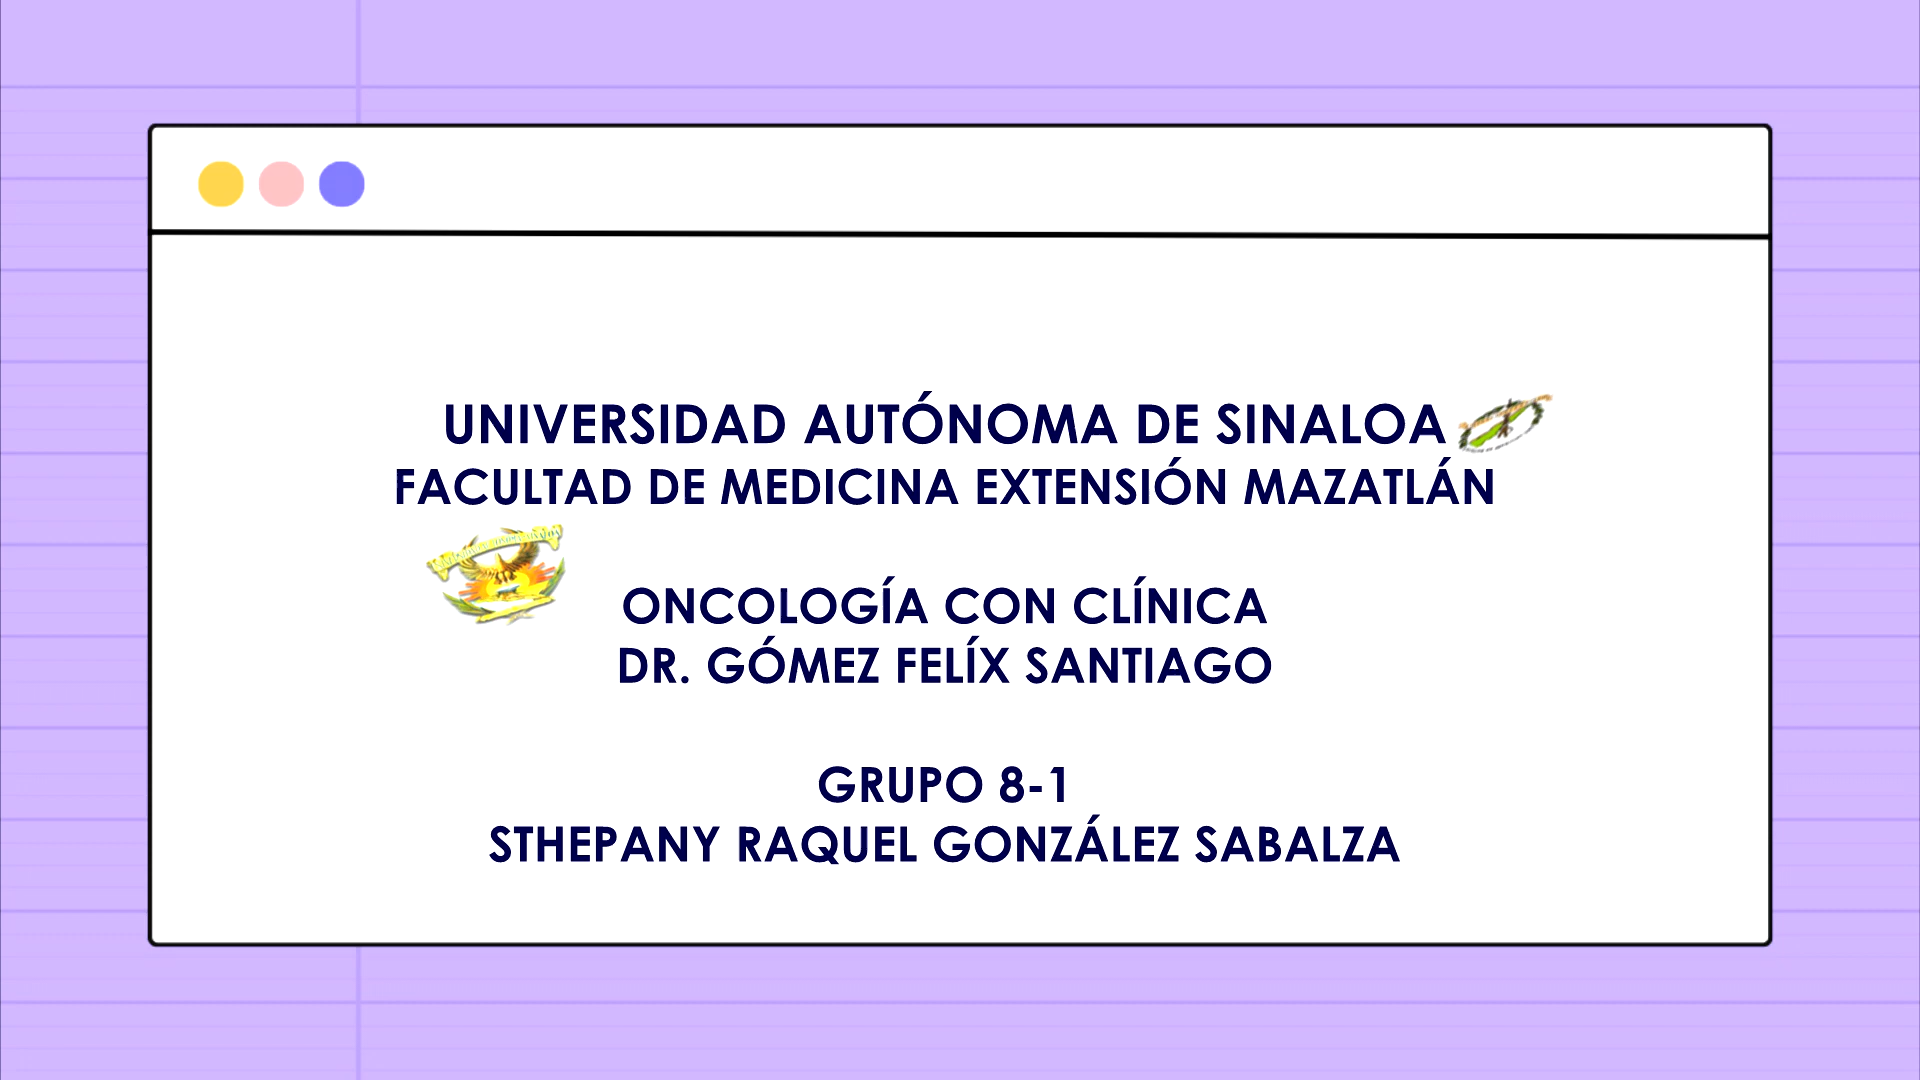 UNIVERSIDAD AUTÓNOMA DE SINALOA
FACULTAD DE MEDICINA EXTENSIÓN MAZATLÁN
ONCOLOGÍA CON CLÍNICA
DR. GÓMEZ FELÍX SANTIAGO
GRUPO 8-1
STHEPANY RAQUEL GONZÁLEZ SABALZA